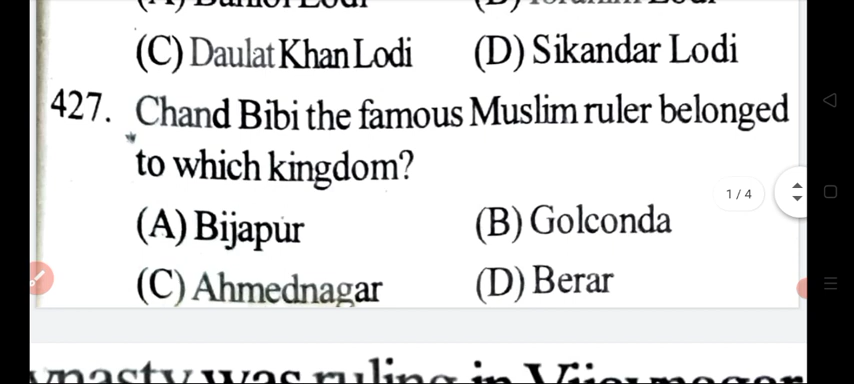 (C) Daulat Khan Lodi (D) Sikandar Lodi
427. Chand Bibi the famous Muslim ruler belonged
to which kingdom?
(A) Bijapur (B) Golconda
1 / 4
(C) Ahmednagar (D) Berar